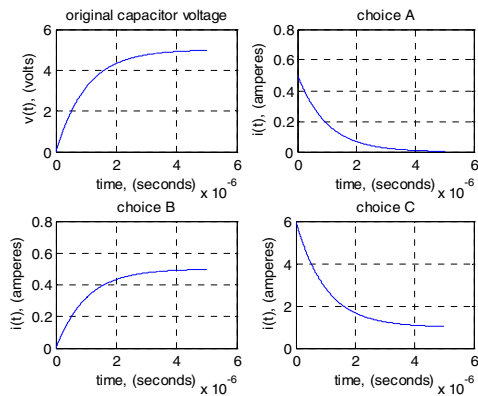 original capacitor voltage
v(t), (volts)
6
4
2
0
0 2 4 6
time, (seconds)
x 10^-6
choice A
i(t), (amperes)
0.8
0.6
0.4
0.2
0
0 2 4 6
time, (seconds)
x 10^-6
choice B
i(t), (amperes)
0.8
0.6
0.4
0.2
0
0 2 4 6
time, (seconds)
x 10^-6
choice C
i(t), (amperes)
6
4
2
0
0 2 4 6
time, (seconds)
x 10^-6